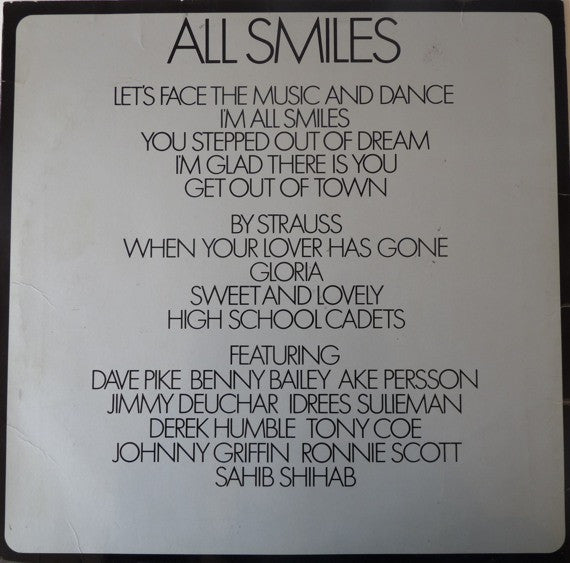 ALL SMILES
LET'S FACE THE MUSIC AND DANCE
I'M ALL SMILES
YOU STEPPED OUT OF DREAM
I'M GLAD THERE IS YOU
GET OUT OF TOWN
BY STRAUSS
WHEN YOUR LOVER HAS GONE
GLORIA
SWEET AND LOVELY
HIGH SCHOOL CADETS
FEATURING
DAVE PIKE BENNY BAILEY AKE PERSSON
JIMMY DEUCHAR IDREES SULIEMAN
DEREK HUMBLE TONY COE
JOHNNY GRIFFIN RONNIE SCOTT
SAHIB SHIHAB